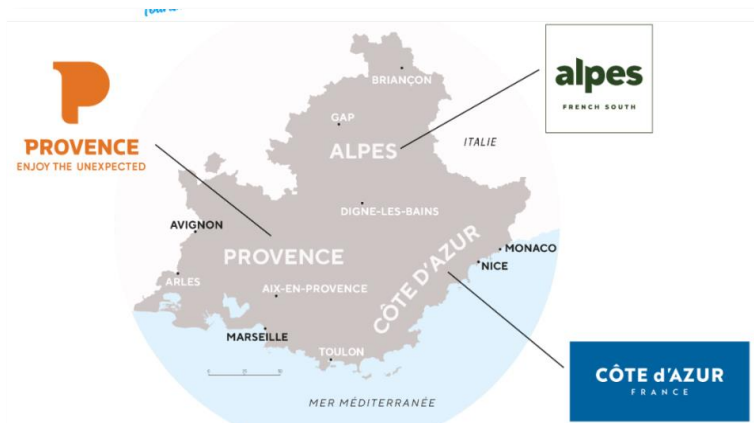 PROVENCE
ENJOY THE UNEXPECTED
alpes
FRENCH SOUTH
BRIANÇON
GAP
ALPES
ITALIE
DIGNE-LES-BAINS
AVIGNON
PROVENCE
CÔTE D'AZUR
MONACO
NICE
ARLES
AIX-EN-PROVENCE
MARSEILLE
TOULON
MER MÉDITERRANÉE
CÔTE d'AZUR
FRANCE